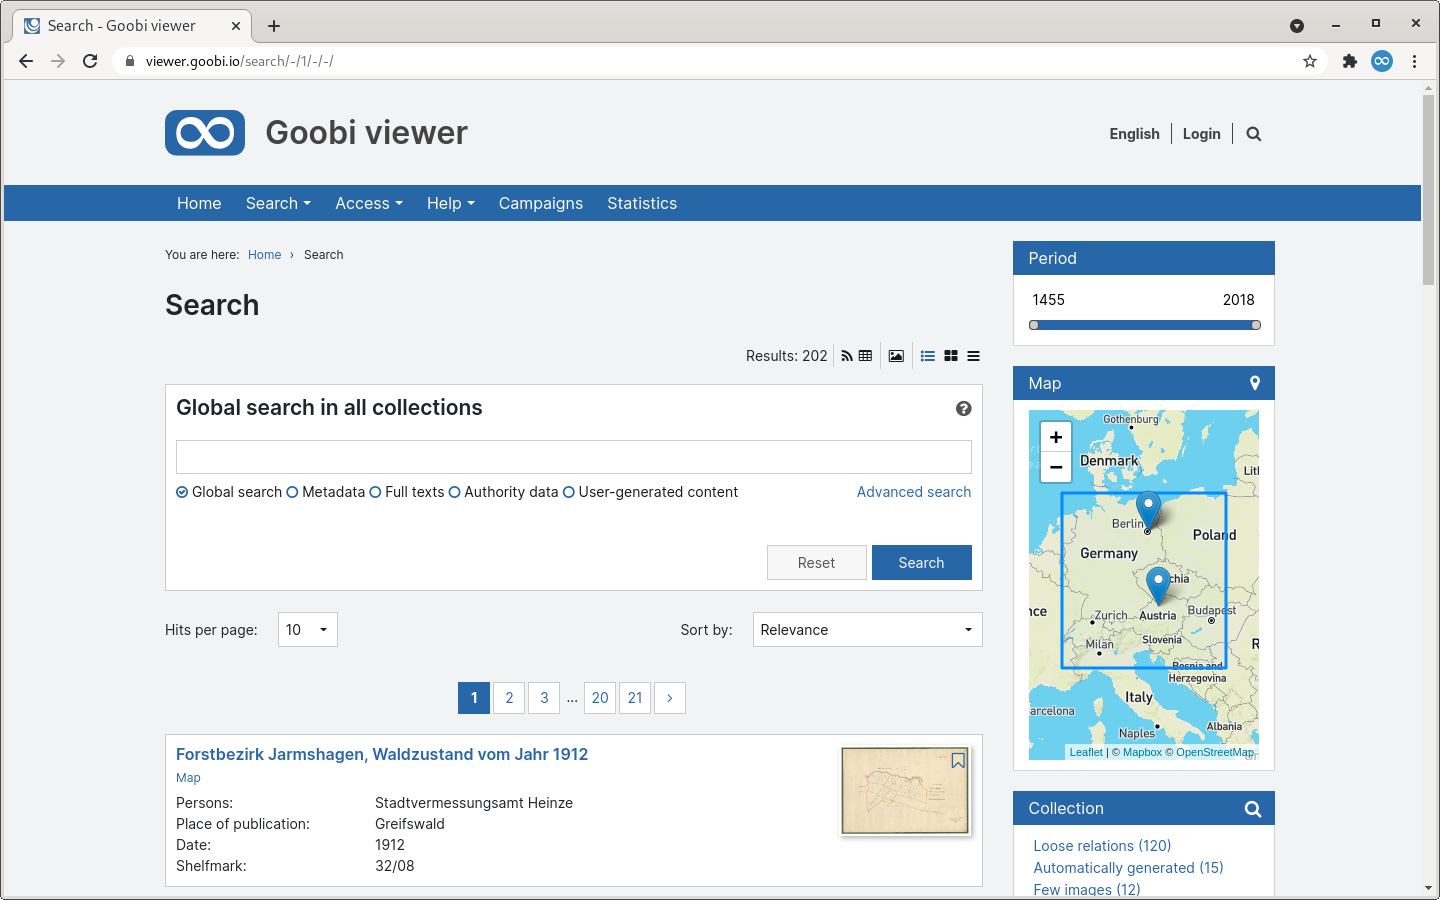 Search - Goobi viewer
viewer.goobi.io/search/-/1/-/-/
Goobi viewer
English Login
Home Search Access Help Campaigns Statistics
You are here: Home › Search
Search
Results: 202
Global search in all collections
Global search Metadata Full texts Authority data User-generated content Advanced search
Reset Search
Hits per page: 10 Sort by: Relevance
1 2 3 ... 20 21 ›
Forstbezirk Jarmshagen, Waldzustand vom Jahr 1912
Map
Persons: Stadtvermessungsamt Heinze
Place of publication: Greifswald
Date: 1912
Shelfmark: 32/08
Period
1455 2018
Map
Gothenburg
+
Denmark
−
Lit
Berlin
Poland
Germany
chia
nce
Zurich Austria Budapest
Milan Slovenia
R
Bosnia and
Herzegovina
Italy
arcelona
Albania
Naples
Leaflet | © Mapbox © OpenStreetMap
Collection
Loose relations (120)
Automatically generated (15)
Few images (12)